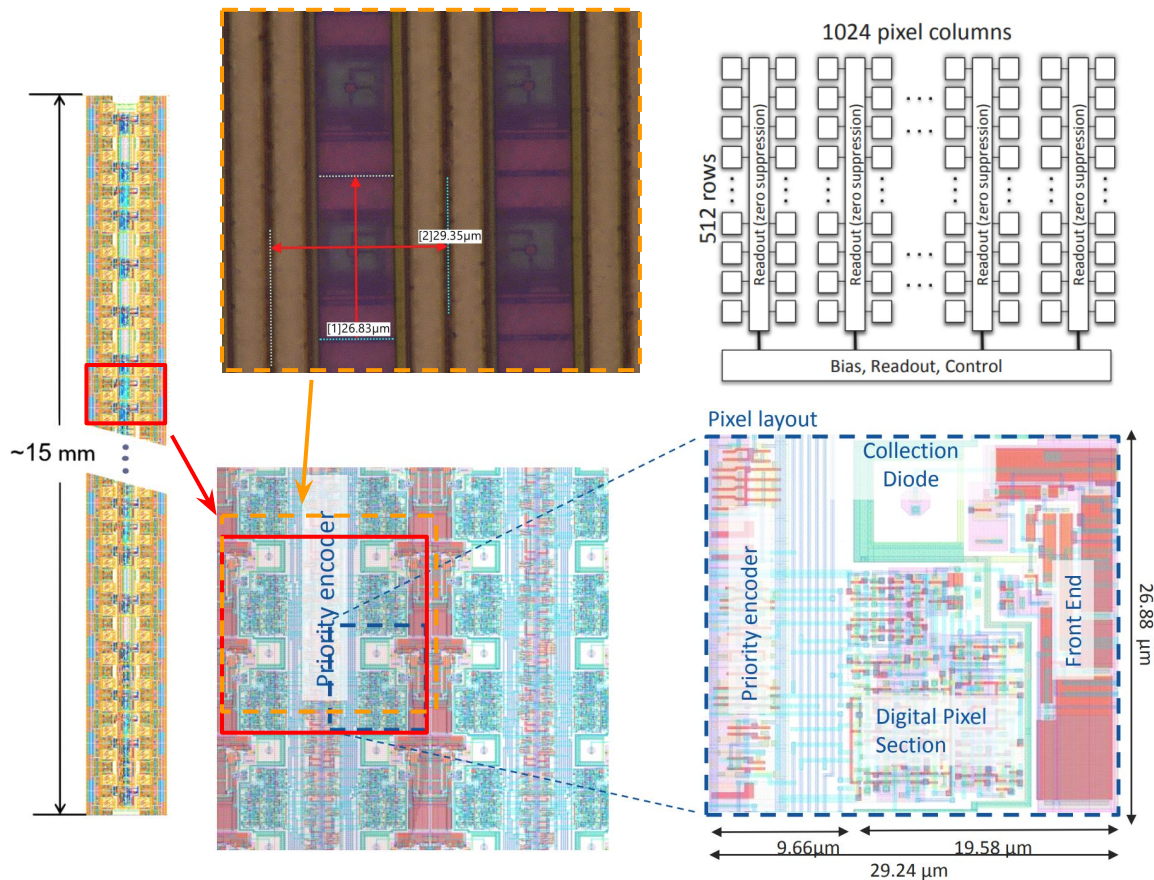 ~15 mm
[2]29.35µm
[1]26.83µm
1024 pixel columns
512 rows
Readout (zero suppression)
Readout (zero suppression)
Readout (zero suppression)
Readout (zero suppression)
Bias, Readout, Control
Priority encoder
Pixel layout
Collection
Diode
Priority encoder
Front End
Digital Pixel
Section
26.88 µm
9.66µm
19.58 µm
29.24 µm